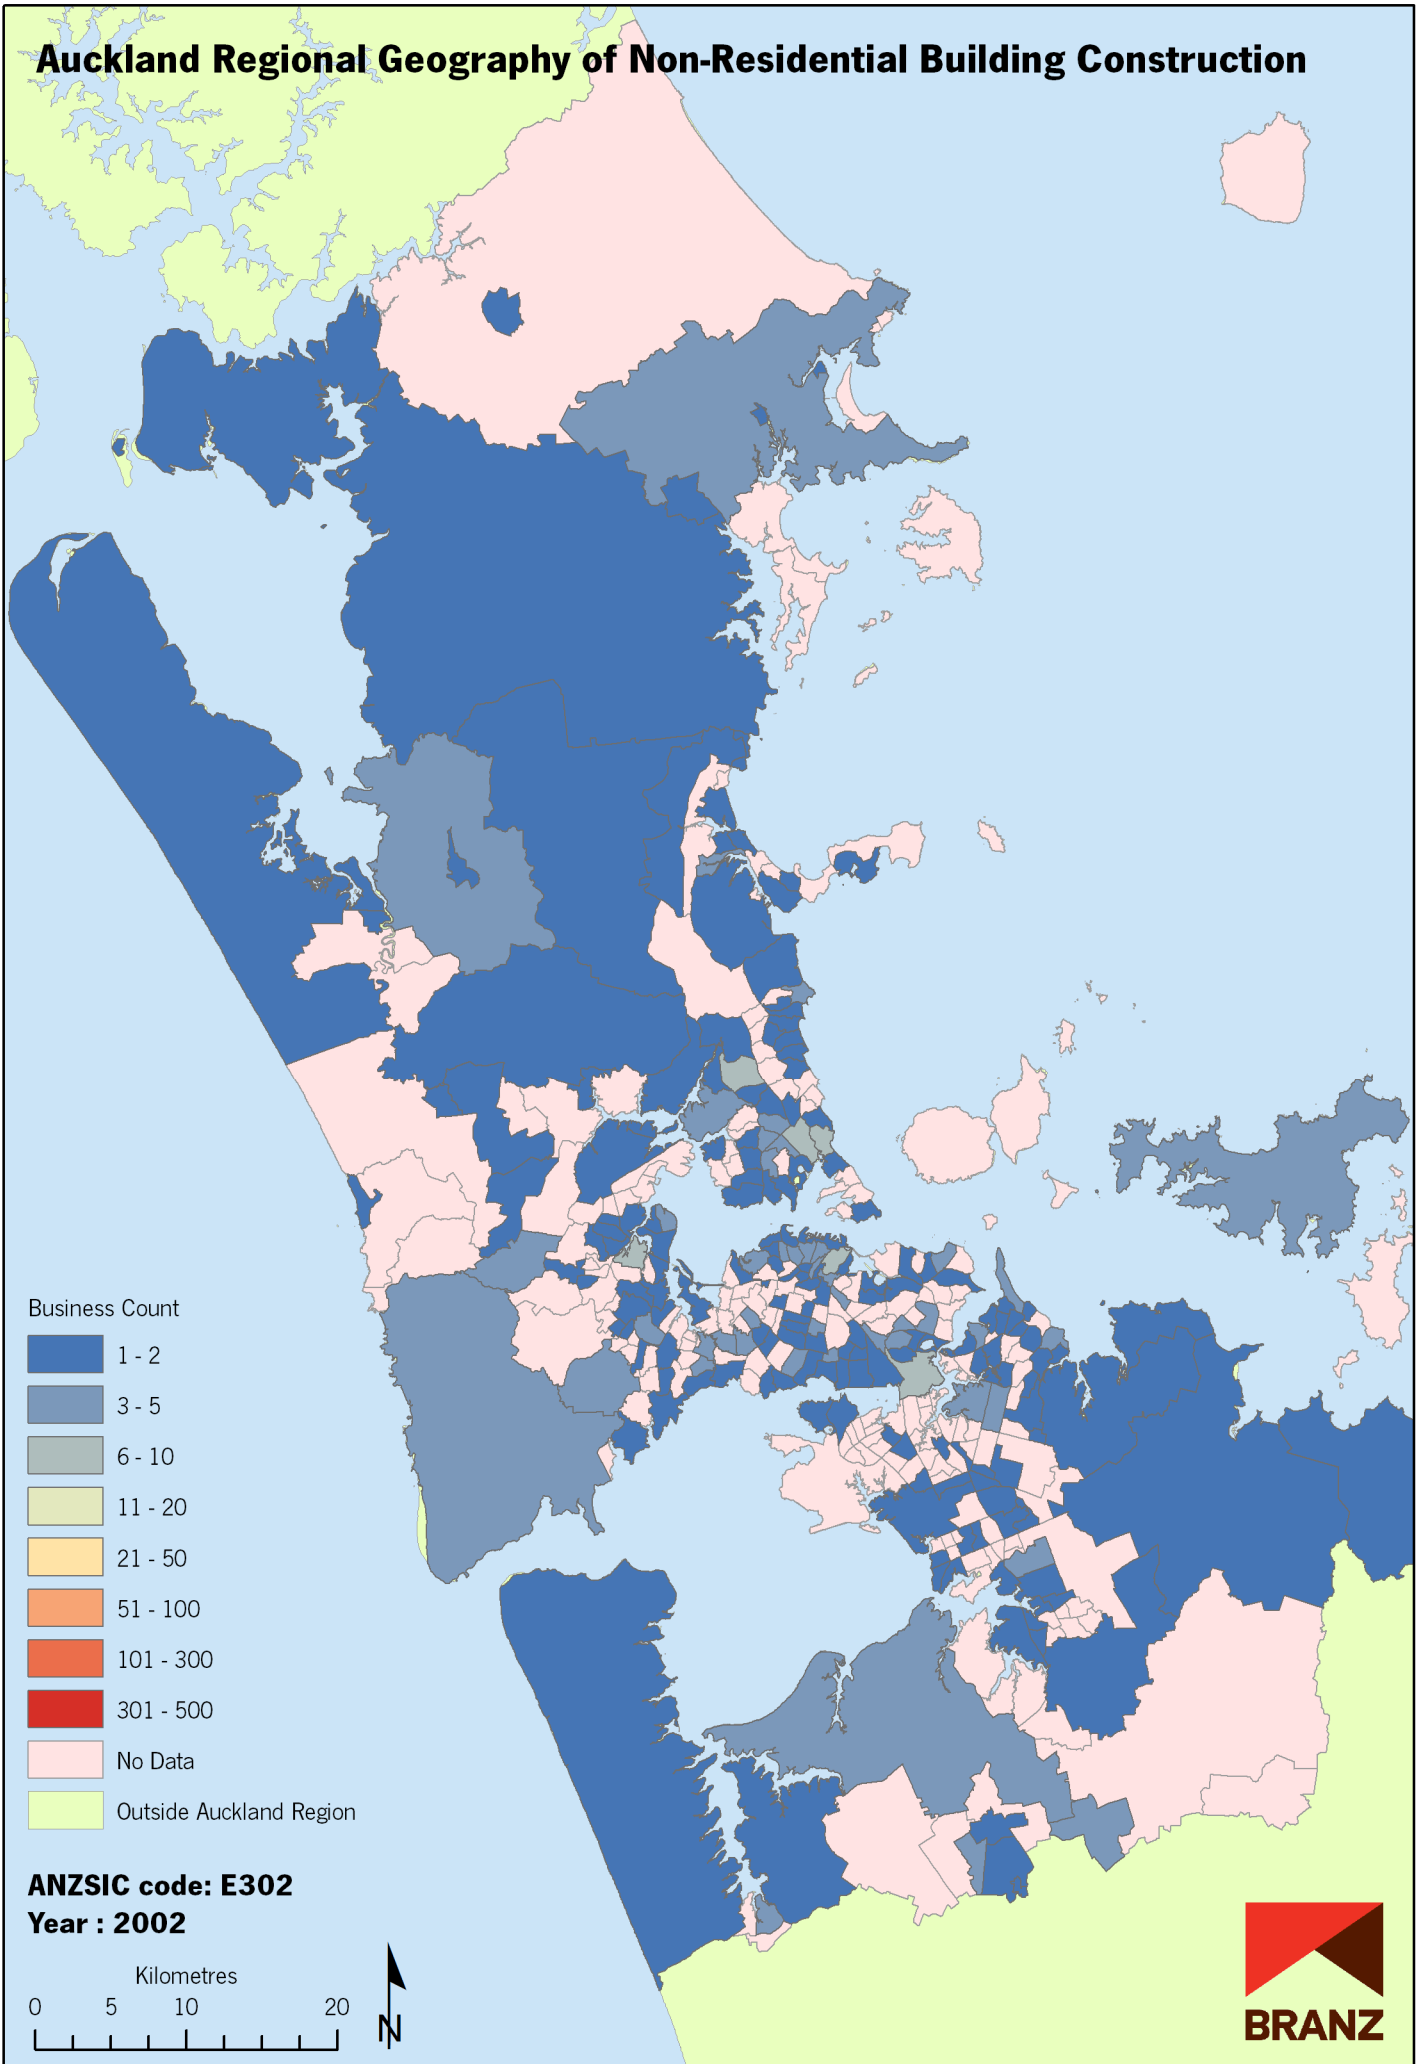 Auckland Regional Geography of Non-Residential Building Construction
Business Count
1 - 2
3 - 5
6 - 10
11 - 20
21 - 50
51 - 100
101 - 300
301 - 500
No Data
Outside Auckland Region
ANZSIC code: E302
Year : 2002
Kilometres
0 5 10 20
N
BRANZ